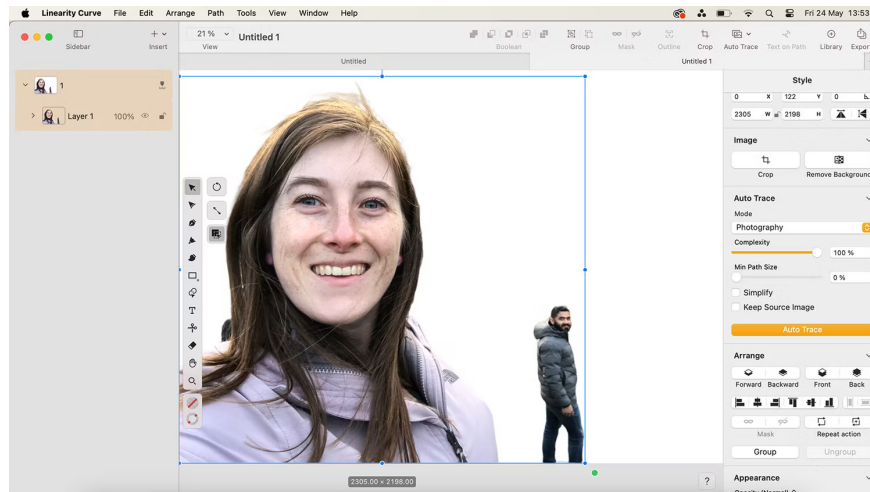 Linearity Curve File Edit Arrange Path Tools View Window Help Fri 24 May 13:53
Sidebar
Insert
21 %
View
Untitled 1
Boolean
Group
Mask
Outline
Crop
Auto Trace
Text on Path
Library
Untitled
Untitled 1
1
Layer 1 100%
T
2305.00 × 2198.00
?
Style
0 X 122 Y 0
2305 W 2198 H
Image
Crop Remove Background
Auto Trace
Mode
Photography
Complexity
100 %
Min Path Size
0 %
Simplify
Keep Source Image
Auto Trace
Arrange
Forward Backward Front Back
Mask Repeat action
Group Ungroup
Appearance